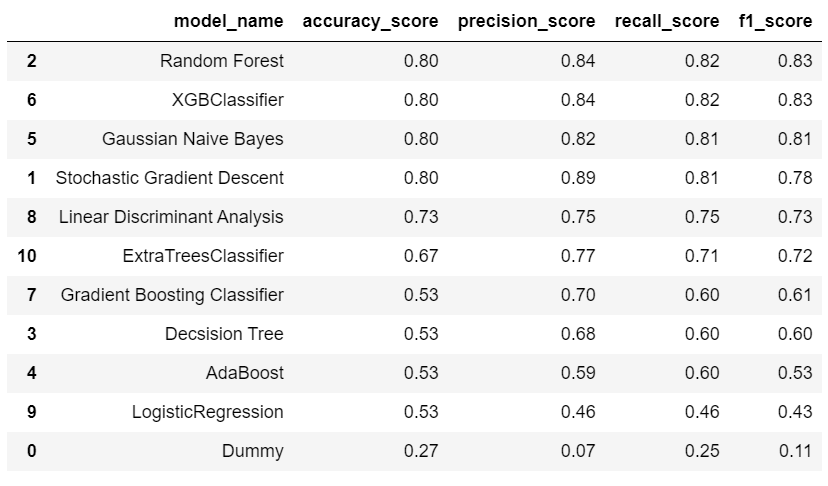 model_name accuracy_score precision_score recall_score f1_score
2 Random Forest 0.80 0.84 0.82 0.83
6 XGBClassifier 0.80 0.84 0.82 0.83
5 Gaussian Naive Bayes 0.80 0.82 0.81 0.81
1 Stochastic Gradient Descent 0.80 0.89 0.81 0.78
8 Linear Discriminant Analysis 0.73 0.75 0.75 0.73
10 ExtraTreesClassifier 0.67 0.77 0.71 0.72
7 Gradient Boosting Classifier 0.53 0.70 0.60 0.61
3 Decsision Tree 0.53 0.68 0.60 0.60
4 AdaBoost 0.53 0.59 0.60 0.53
9 LogisticRegression 0.53 0.46 0.46 0.43
0 Dummy 0.27 0.07 0.25 0.11